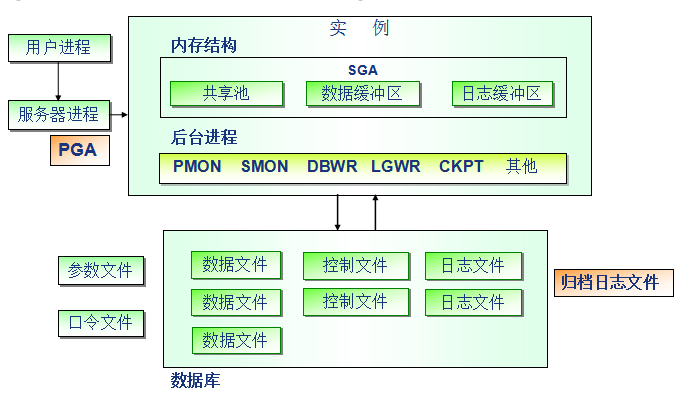 实 例
用户进程
内存结构
SGA
共享池 数据缓冲区 日志缓冲区
服务器进程
PGA
后台进程
PMON SMON DBWR LGWR CKPT 其他
参数文件
数据文件 控制文件 日志文件
归档日志文件
数据文件 控制文件 日志文件
口令文件
数据文件
数据库